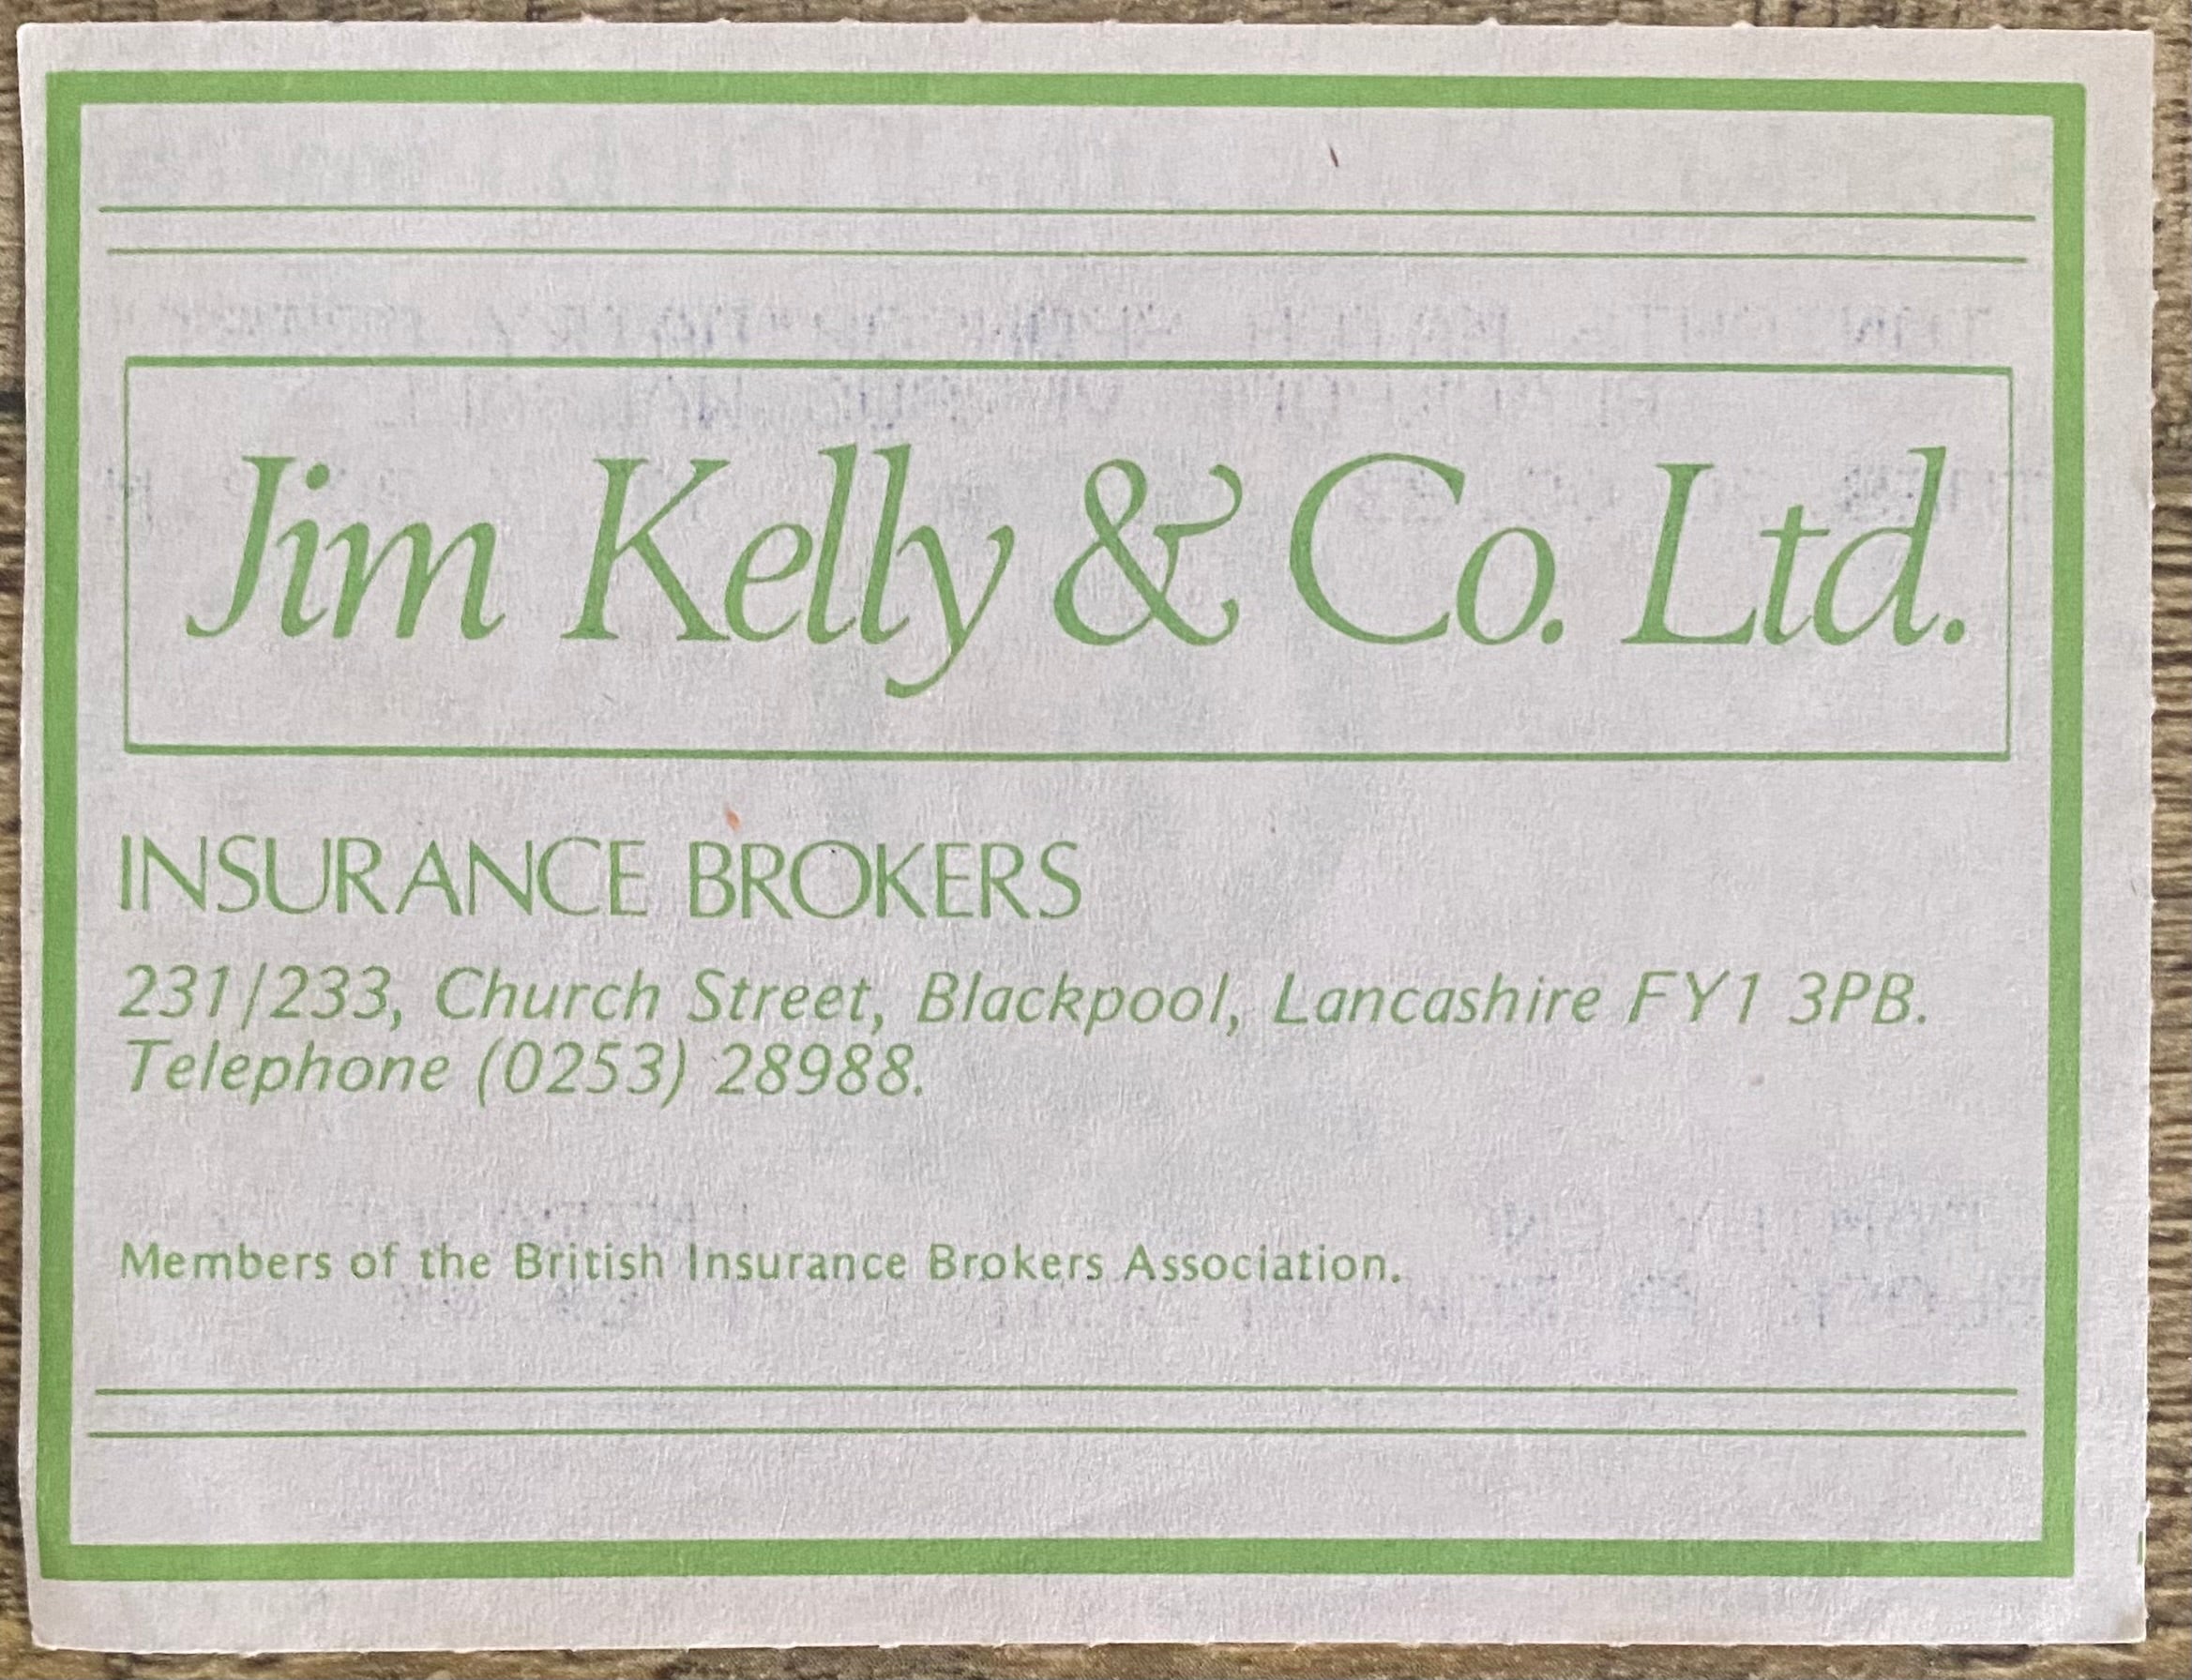 Jim Kelly & Co. Ltd.
INSURANCE BROKERS
231/233, Church Street, Blackpool, Lancashire FY1 3PB.
Telephone (0253) 28988.
Members of the British Insurance Brokers Association.